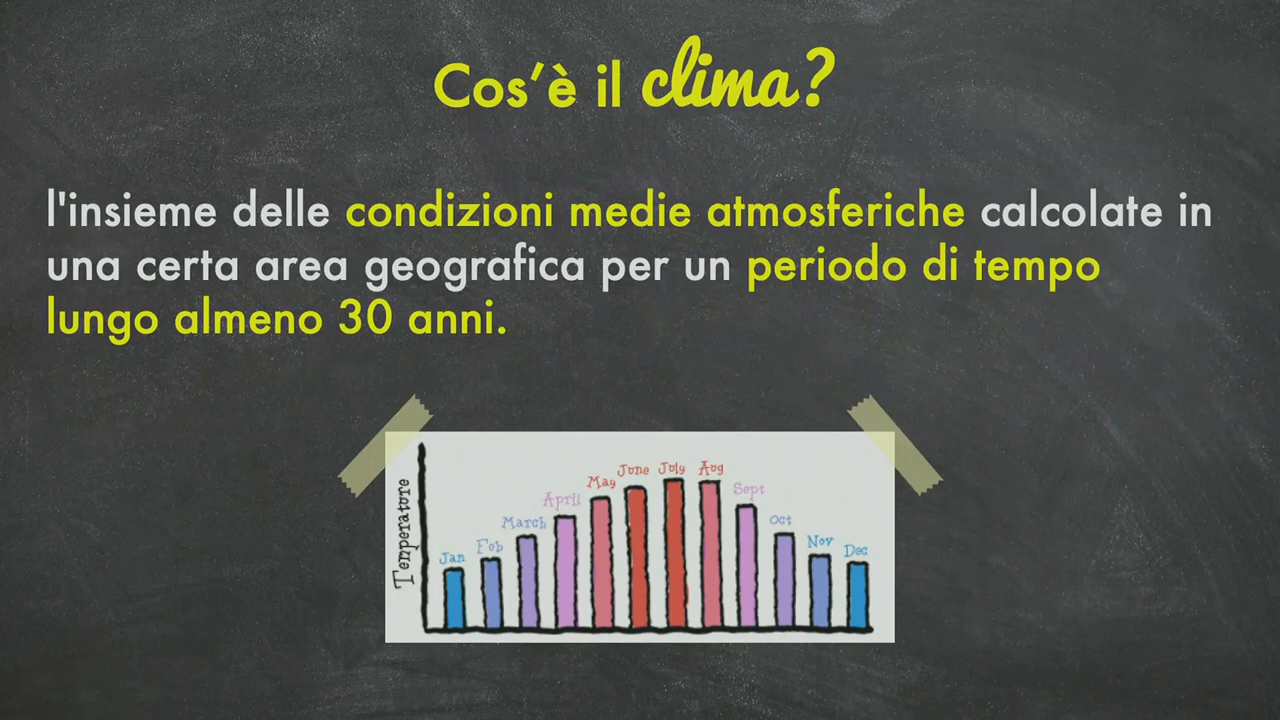 Cos’è il clima?
l'insieme delle condizioni medie atmosferiche calcolate in
una certa area geografica per un periodo di tempo
lungo almeno 30 anni.
Temperature
Jan
Feb
March
April
May
June
July
Aug
Sept
Oct
Nov
Dec